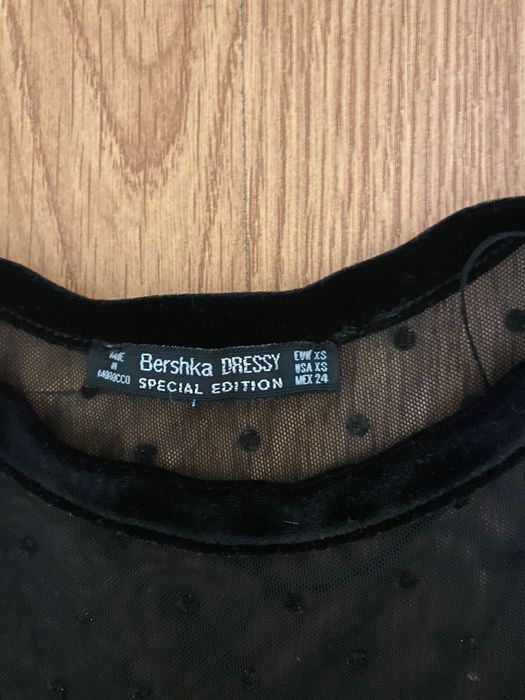 MADE
IN
MOROCCO
Bershka DRESSY
SPECIAL EDITION
EUR XS
USA XS
MEX 24